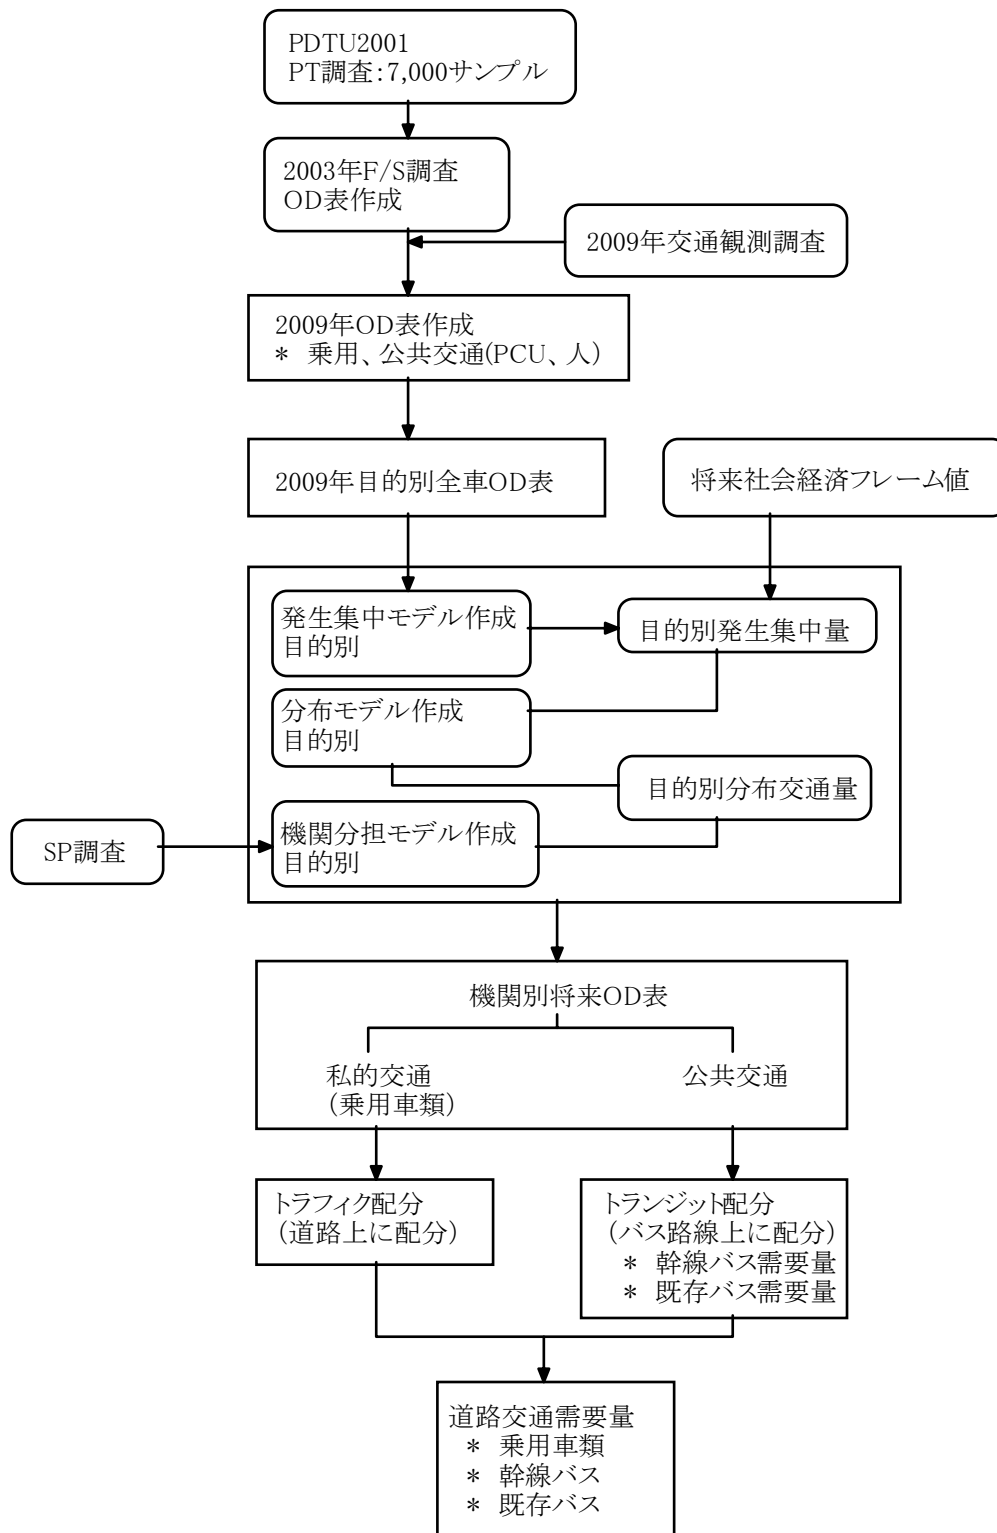 PDTU2001
PT調査：7,000サンプル
2003年F/S調査
OD表作成
2009年交通観測調査
2009年OD表作成
* 乗用、公共交通(PCU、人)
2009年目的別全車OD表
将来社会経済フレーム値
発生集中モデル作成
目的別
目的別発生集中量
分布モデル作成
目的別
目的別分布交通量
SP調査
機関分担モデル作成
目的別
機関別将来OD表
私的交通
（乗用車類）
公共交通
トラフィク配分
（道路上に配分）
トランジット配分
（バス路線上に配分）
* 幹線バス需要量
* 既存バス需要量
道路交通需要量
* 乗用車類
* 幹線バス
* 既存バス